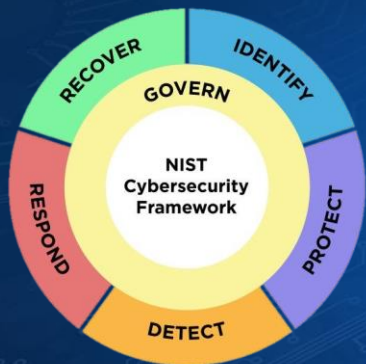 RECOVER
IDENTIFY
GOVERN
NIST
Cybersecurity
Framework
RESPOND
PROTECT
DETECT